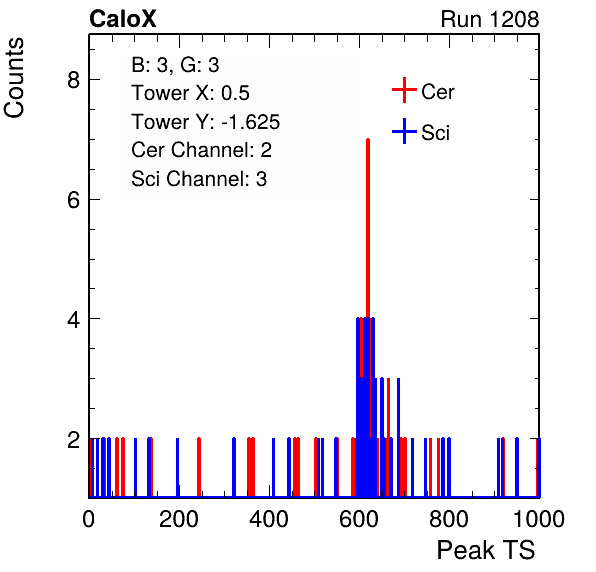 CaloX Run 1208
Counts
B: 3, G: 3
Tower X: 0.5
Tower Y: -1.625
Cer Channel: 2
Sci Channel: 3
Cer
Sci
8
6
4
2
0 200 400 600 800 1000
Peak TS